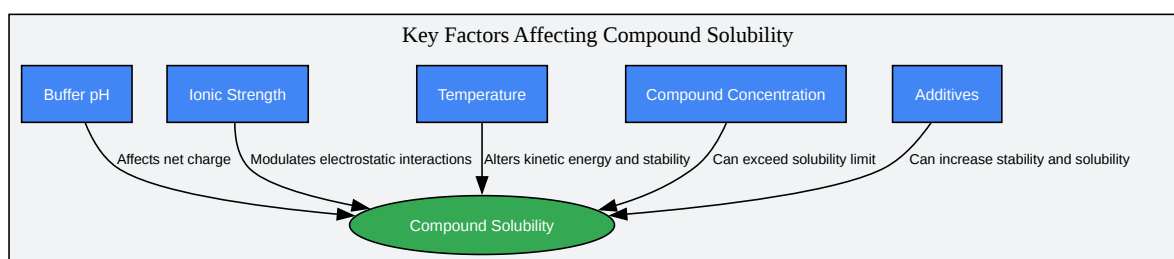 Key Factors Affecting Compound Solubility
Buffer pH
Ionic Strength
Temperature
Compound Concentration
Additives
Affects net charge
Modulates electrostatic interactions
Alters kinetic energy and stability
Can exceed solubility limit
Can increase stability and solubility
Compound Solubility